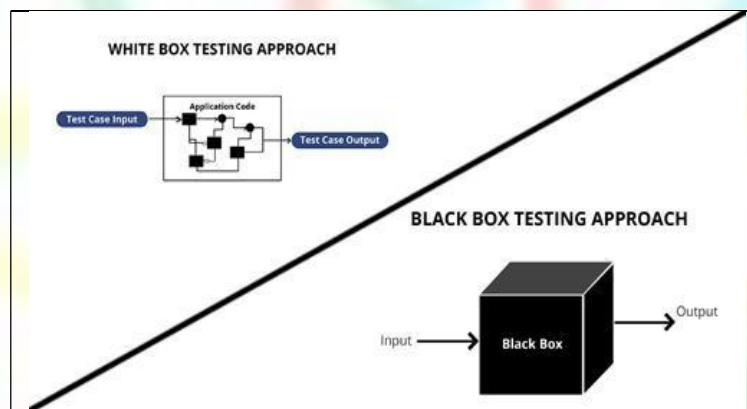 WHITE BOX TESTING APPROACH
Application Code
Test Case Input
Test Case Output
BLACK BOX TESTING APPROACH
Input
Black Box
Output